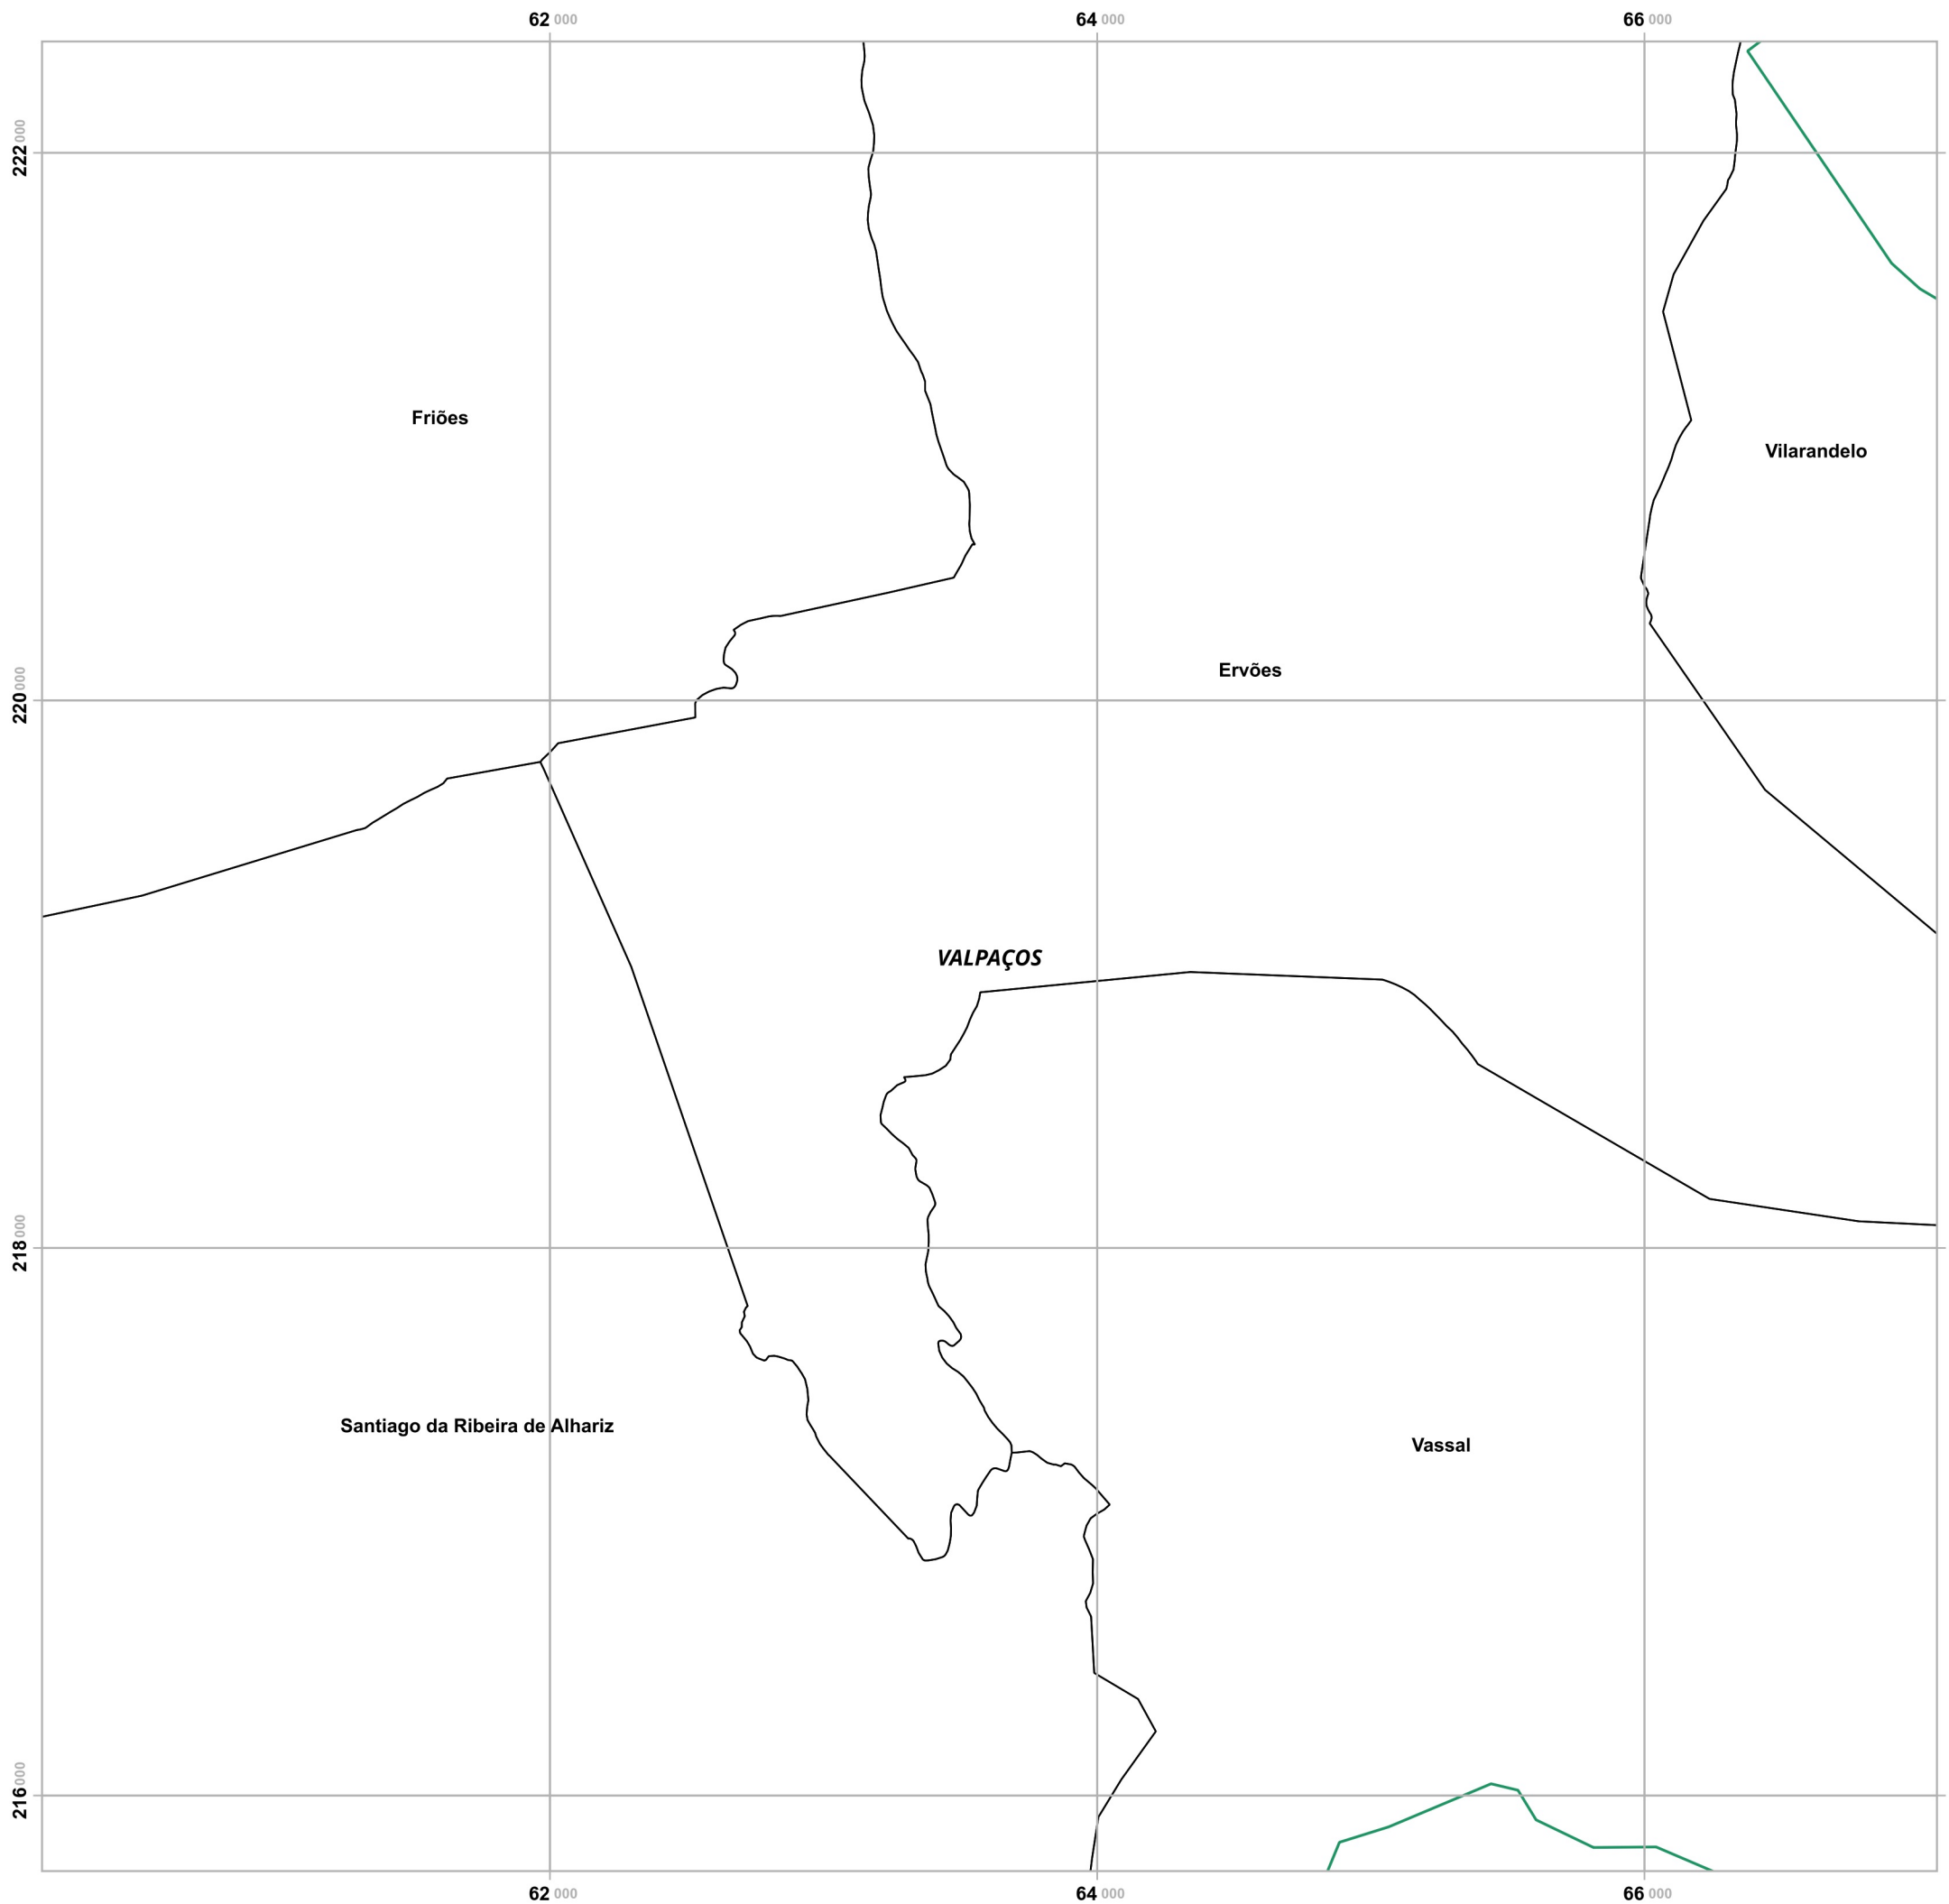 62 000
64 000
66 000
222 000
Friões
Vilarandelo
Ervões
220 000
VALPAÇOS
218 000
Santiago da Ribeira de Alhariz
Vassal
216 000
62 000
64 000
66 000